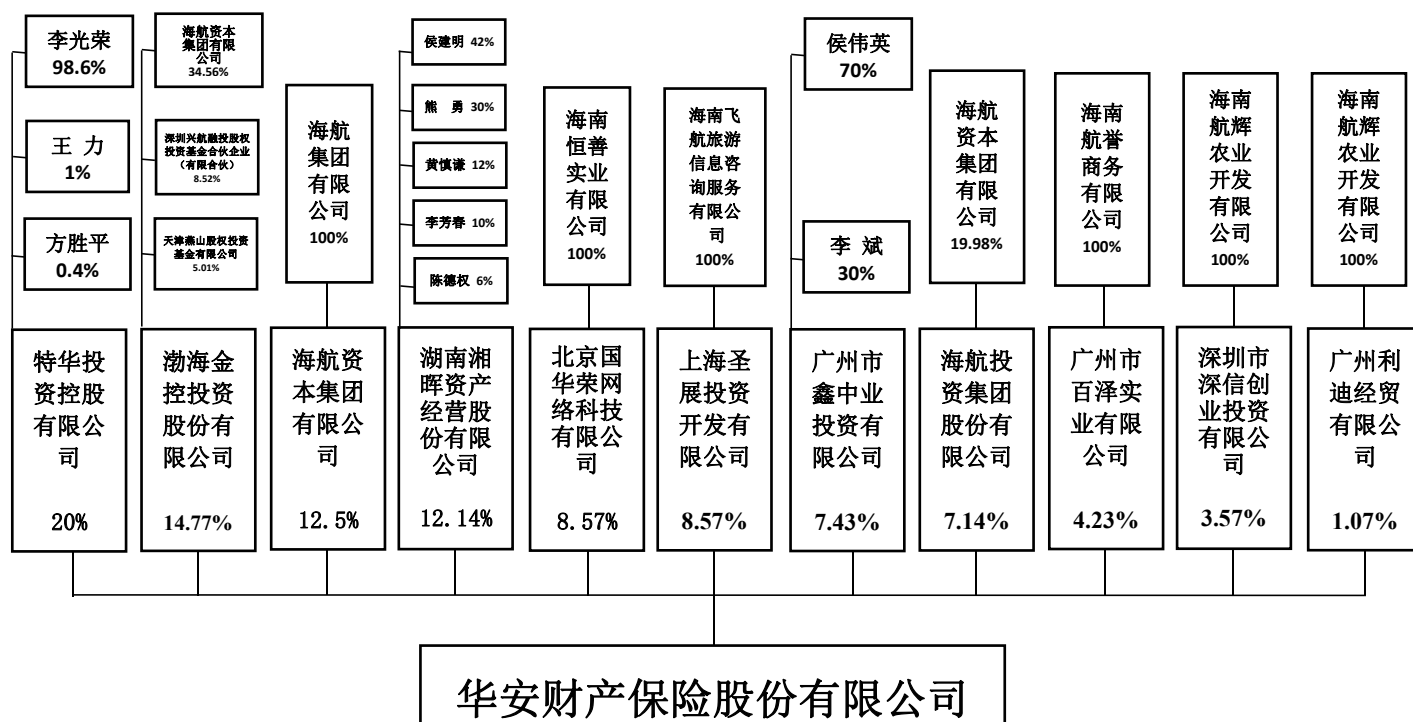 李光荣
98.6%
王 力
1%
方胜平
0.4%
特华投
资控股
有限公
司
20%
海航资本
集团有限
公司
34.56%
深圳兴航融投股权
投资基金合伙企业
（有限合伙）
8.52%
天津燕山股权投资
基金有限公司
5.01%
渤海金
控投资
股份有
限公司
14.77%
海航
集团
有限
公司
100%
海航资
本集团
有限公
司
12.5%
侯建明 42%
熊 勇 30%
黄慎谦 12%
李芳春 10%
陈德权 6%
湖南湘
晖资产
经营股
份有限
公司
12.14%
海南
恒善
实业
有限
公司
100%
北京国
华荣网
络科技
有限公
司
8.57%
海南飞
航旅游
信息咨
询服务
有限公
司
100%
上海圣
展投资
开发有
限公司
8.57%
侯伟英
70%
李 斌
30%
广州市
鑫中业
投资有
限公司
7.43%
海航
资本
集团
有限
公司
19.98%
海航投
资集团
股份有
限公司
7.14%
海南
航誉
商务
有限
公司
100%
广州市
百泽实
业有限
公司
4.23%
海南
航辉
农业
开发
有限
公司
100%
深圳市
深信创
业投资
有限公
司
3.57%
海南
航辉
农业
开发
有限
公司
100%
广州利
迪经贸
有限公
司
1.07%
华安财产保险股份有限公司